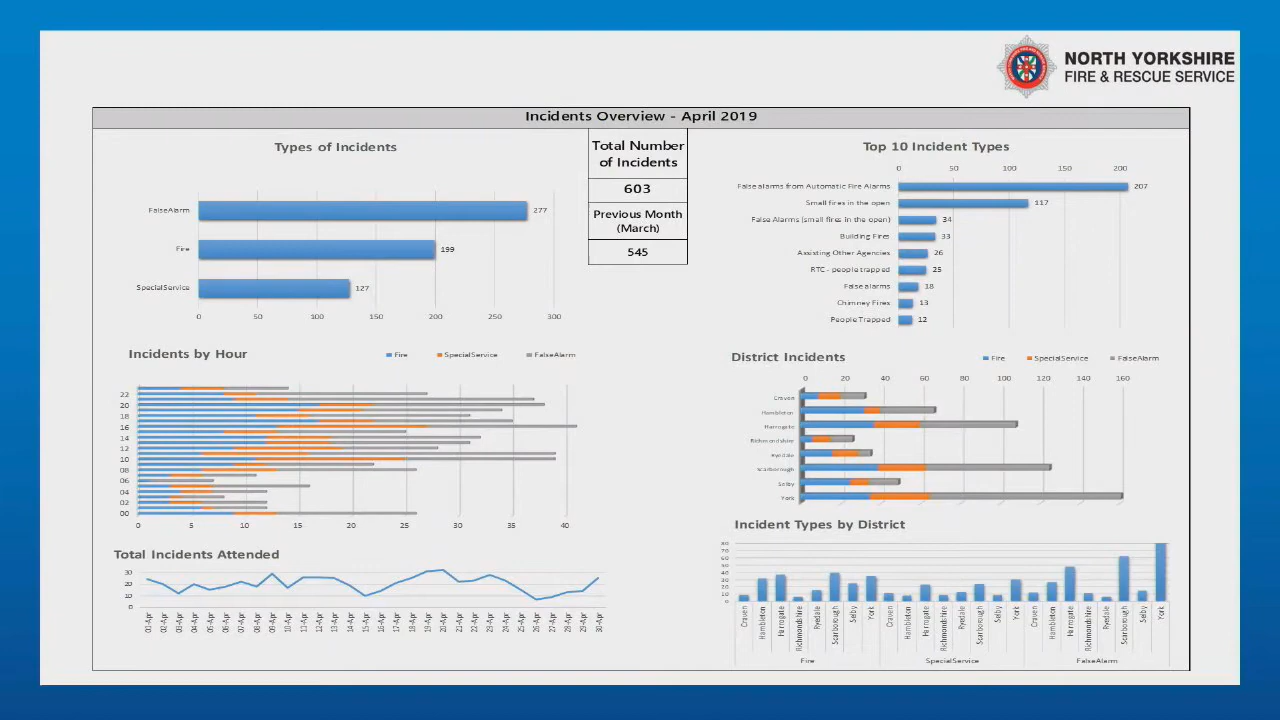 NORTH YORKSHIRE
FIRE & RESCUE SERVICE
Incidents Overview - April 2019
Types of Incidents
FalseAlarm
277
Fire
199
SpecialService
127
0 50 100 150 200 250 300
Total Number
of Incidents
603
Previous Month
(March)
545
Top 10 Incident Types
0 50 100 150 200
False alarms from Automatic Fire Alarms 207
Small fires in the open 117
False Alarms (small fires in the open) 34
Building Fires 33
Assisting Other Agencies 26
RTC - people trapped 25
False alarms 18
Chimney Fires 13
People Trapped 12
Incidents by Hour
Fire SpecialService FalseAlarm
22
20
18
16
14
12
10
08
06
04
02
00
0 5 10 15 20 25 30 35 40
District Incidents
Fire SpecialService FalseAlarm
0 20 40 60 80 100 120 140 160
Craven
Hambleton
Harrogate
Richmondshire
Ryedale
Scarborough
Selby
York
Total Incidents Attended
30
20
10
0
01-Apr 02-Apr 03-Apr 04-Apr 05-Apr 06-Apr 07-Apr 08-Apr 09-Apr 10-Apr 11-Apr 12-Apr 13-Apr 14-Apr 15-Apr 16-Apr 17-Apr 18-Apr 19-Apr 20-Apr 21-Apr 22-Apr 23-Apr 24-Apr 25-Apr 26-Apr 27-Apr 28-Apr 29-Apr 30-Apr
Incident Types by District
80
70
60
50
40
30
20
10
0
Craven Hambleton Harrogate Richmondshire Ryedale Scarborough Selby York Craven Hambleton Harrogate Richmondshire Ryedale Scarborough Selby York Craven Hambleton Harrogate Richmondshire Ryedale Scarborough Selby York
Fire SpecialService FalseAlarm